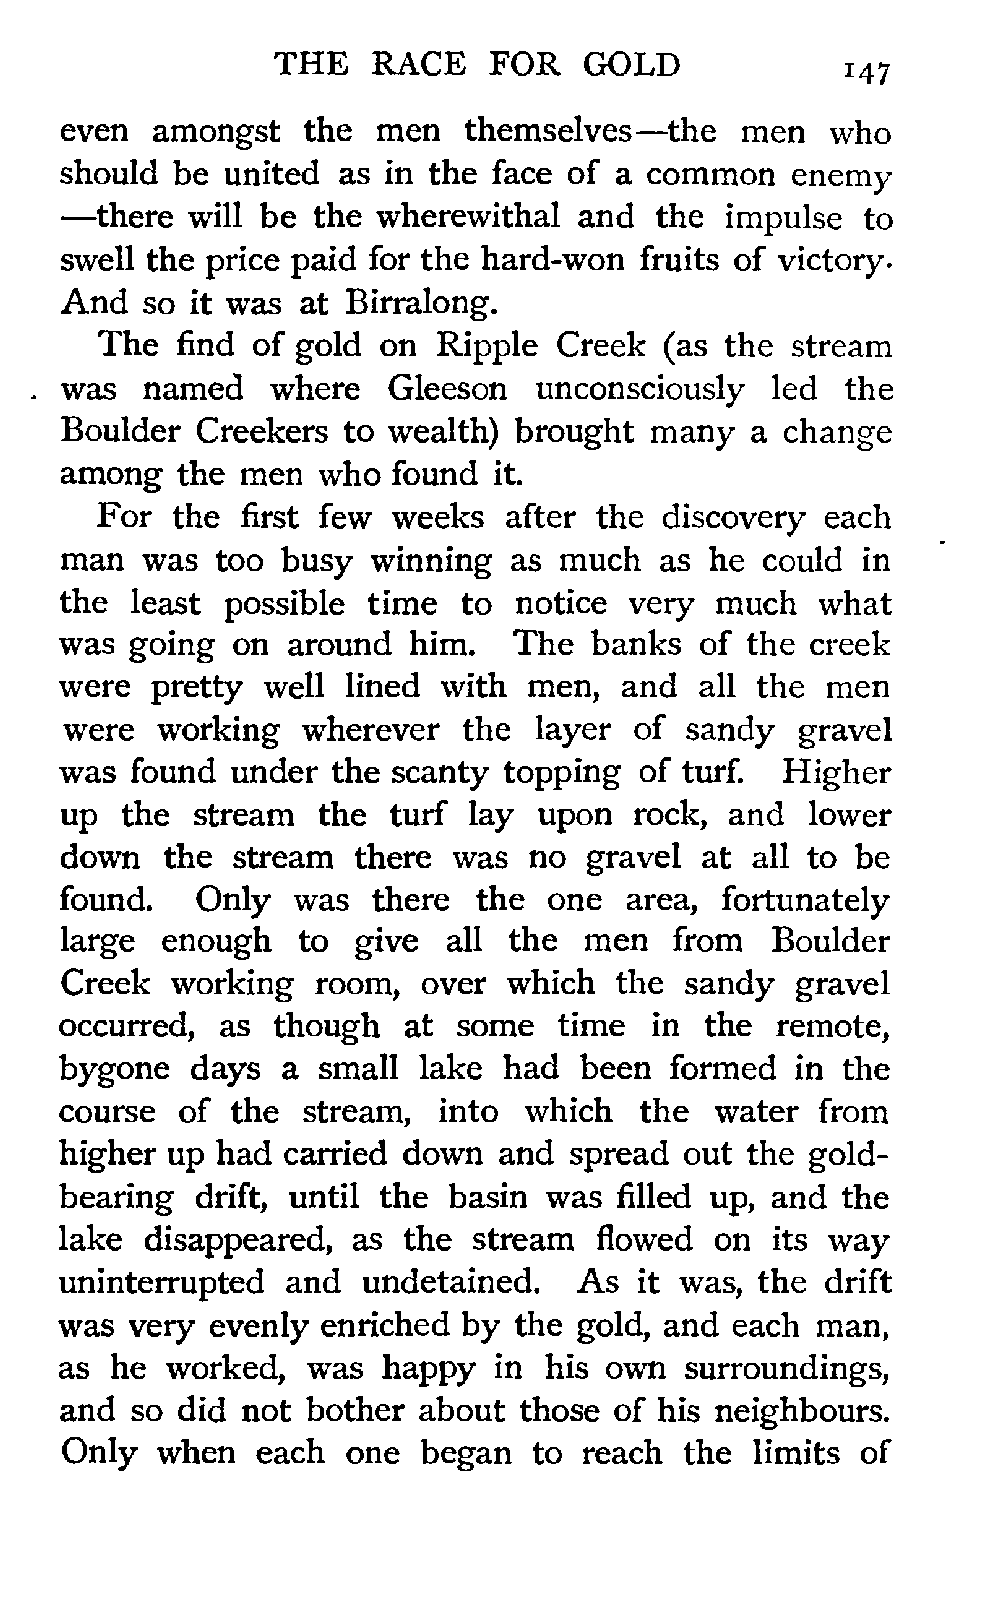 THE RACE FOR GOLD 147
even amongst the men themselves—the men who
should be united as in the face of a common enemy
—there will be the wherewithal and the impulse to
swell the price paid for the hard-won fruits of victory.
And so it was at Birralong.
The find of gold on Ripple Creek (as the stream
was named where Gleeson unconsciously led the
Boulder Creekers to wealth) brought many a change
among the men who found it.
For the first few weeks after the discovery each
man was too busy winning as much as he could in
the least possible time to notice very much what
was going on around him. The banks of the creek
were pretty well lined with men, and all the men
were working wherever the layer of sandy gravel
was found under the scanty topping of turf. Higher
up the stream the turf lay upon rock, and lower
down the stream there was no gravel at all to be
found. Only was there the one area, fortunately
large enough to give all the men from Boulder
Creek working room, over which the sandy gravel
occurred, as though at some time in the remote,
bygone days a small lake had been formed in the
course of the stream, into which the water from
higher up had carried down and spread out the gold-
bearing drift, until the basin was filled up, and the
lake disappeared, as the stream flowed on its way
uninterrupted and undetained. As it was, the drift
was very evenly enriched by the gold, and each man,
as he worked, was happy in his own surroundings,
and so did not bother about those of his neighbours.
Only when each one began to reach the limits of